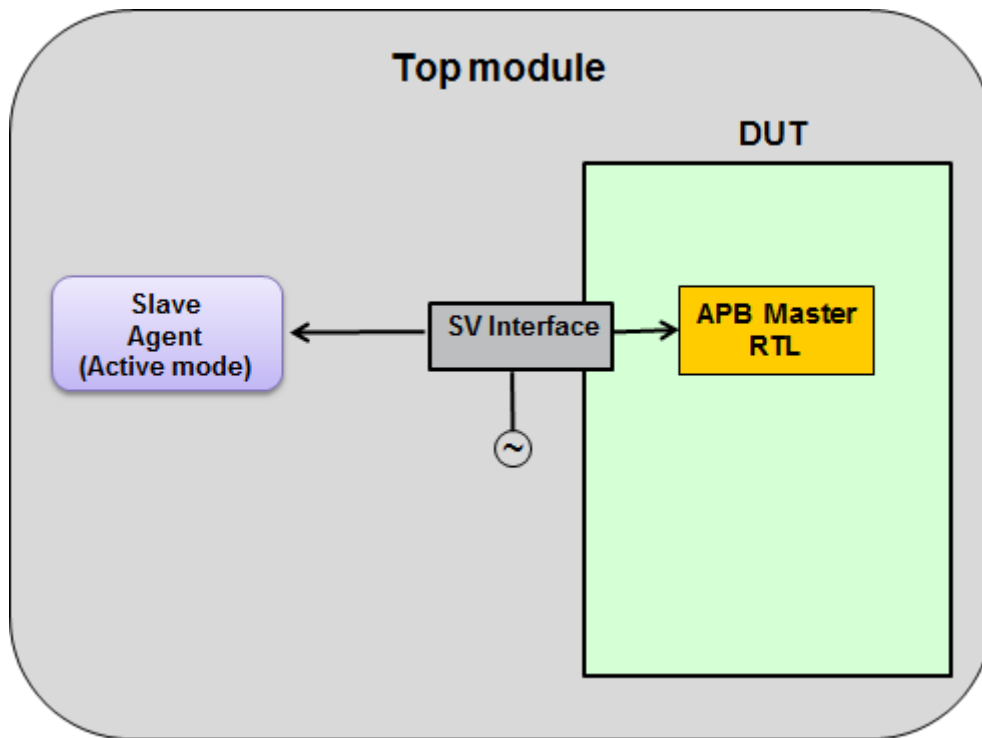 Top module
DUT
Slave
Agent
(Active mode)
SV Interface
APB Master
RTL
~